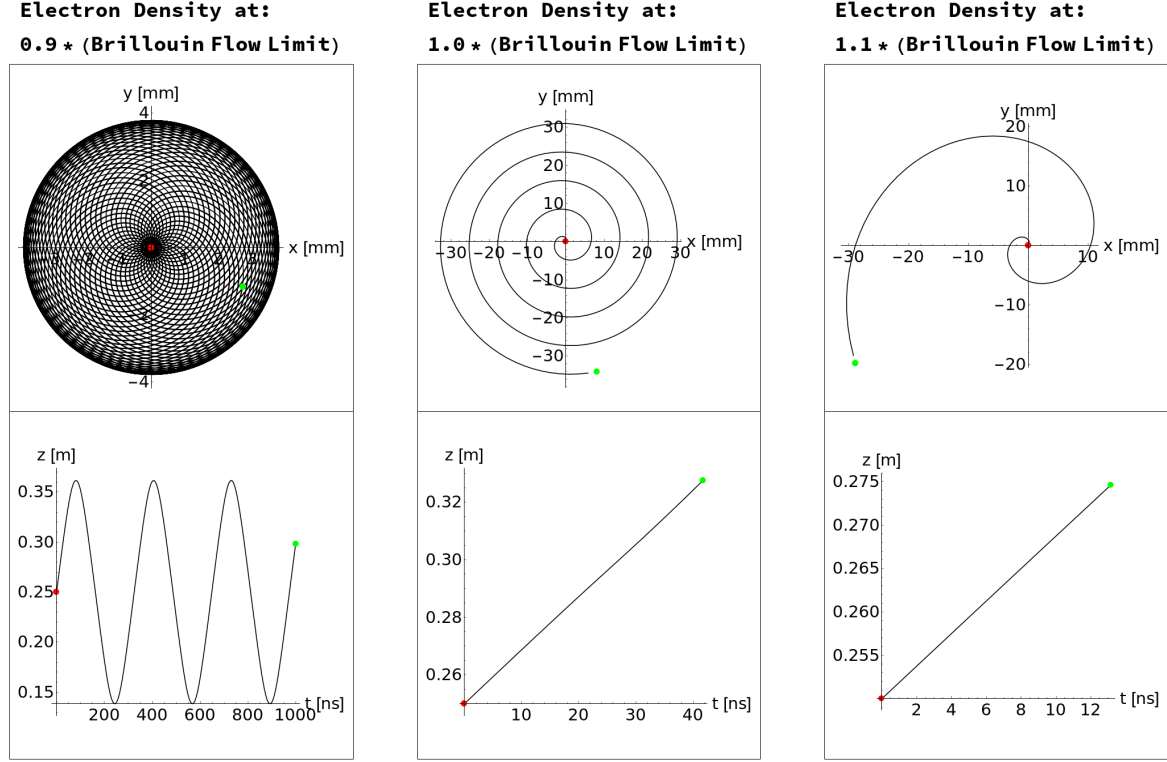 Electron Density at:
0.9 * (Brillouin Flow Limit)
Electron Density at:
1.0 * (Brillouin Flow Limit)
Electron Density at:
1.1 * (Brillouin Flow Limit)
y [mm]
4
x [mm]
−4
y [mm]
30
20
10
−30 −20 −10 10 20 30 x [mm]
−10
−20
−30
y [mm]
20
10
−30 −20 −10 10 x [mm]
−10
−20
z [m]
0.35
0.30
0.25
0.20
0.15
200 400 600 800 1000 t [ns]
z [m]
0.32
0.30
0.28
0.26
10 20 30 40 t [ns]
z [m]
0.275
0.270
0.265
0.260
0.255
2 4 6 8 10 12 t [ns]